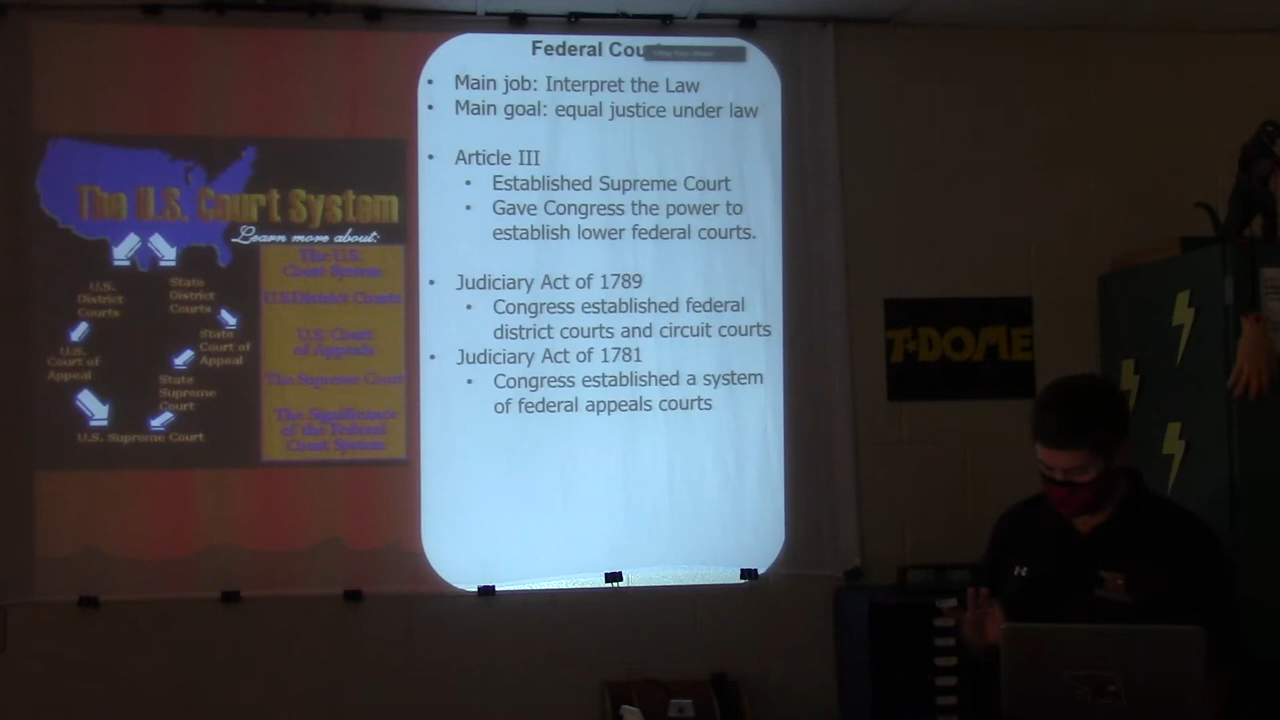 Federal Cou
• Main job: Interpret the Law
• Main goal: equal justice under law
• Article III
• Established Supreme Court
• Gave Congress the power to
establish lower federal courts.
• Judiciary Act of 1789
• Congress established federal
district courts and circuit courts
• Judiciary Act of 1781
• Congress established a system
of federal appeals courts
The U.S. Court System
Learn more about:
U.S.
District
Courts
State
District
Courts
U.S.
Court of
Appeal
State
Court of
Appeal
State
Supreme
Court
U.S. Supreme Court
The U.S.
Court System
U.S District Courts
U.S. Court
of Appeals
The Supreme Court
The Significance
of the Federal
Court System
T-DOME